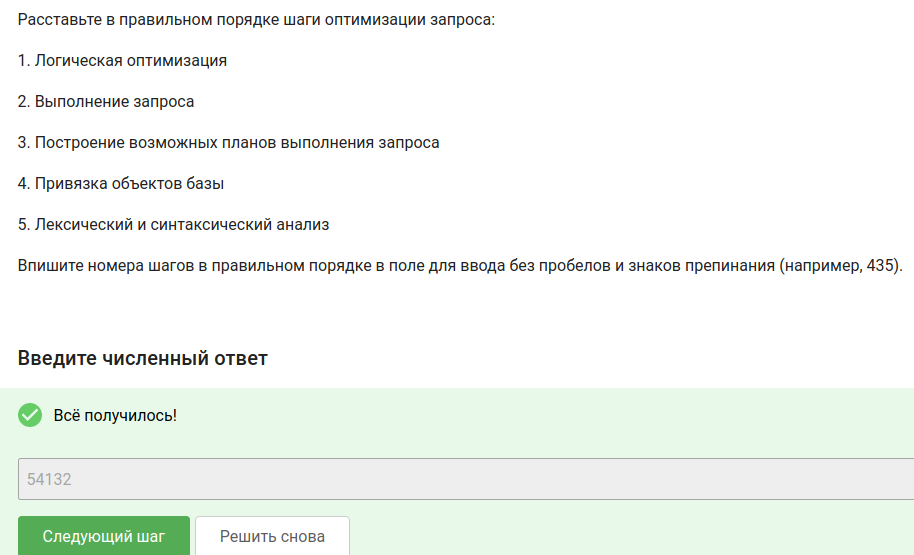 Расставьте в правильном порядке шаги оптимизации запроса:
1. Логическая оптимизация
2. Выполнение запроса
3. Построение возможных планов выполнения запроса
4. Привязка объектов базы
5. Лексический и синтаксический анализ
Впишите номера шагов в правильном порядке в поле для ввода без пробелов и знаков препинания (например, 435).
Введите численный ответ
Всё получилось!
54132
Следующий шаг Решить снова